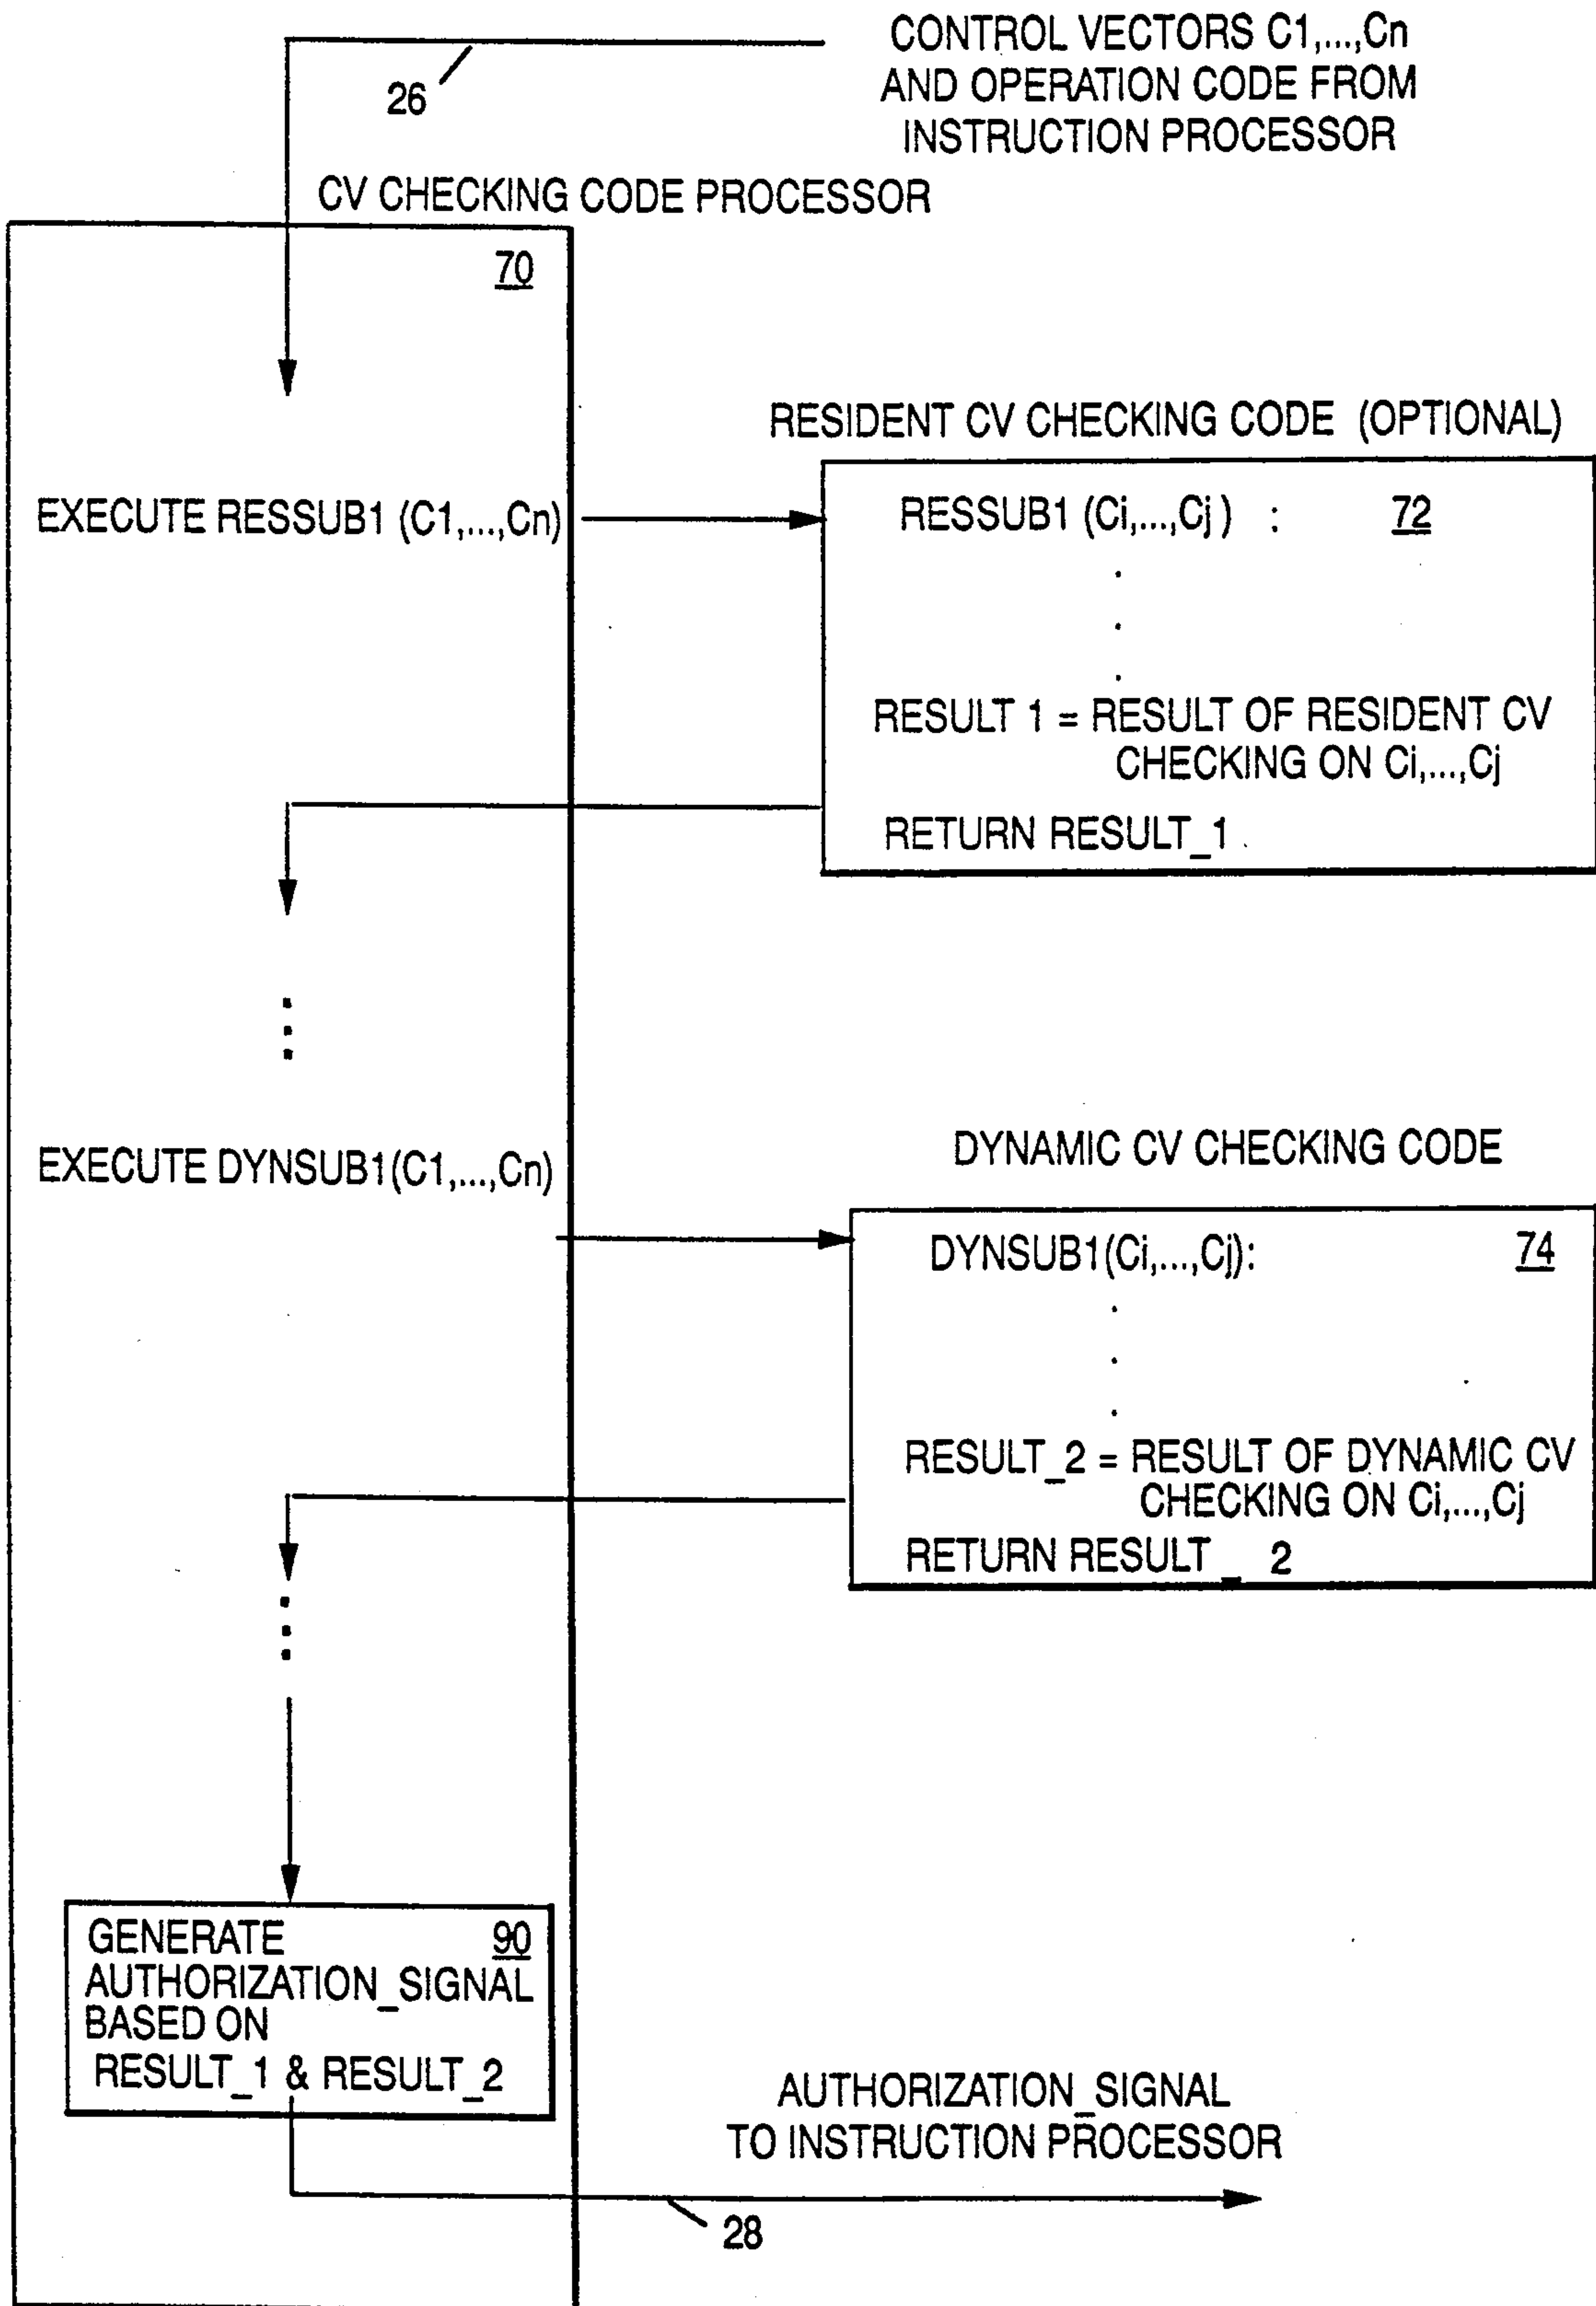 CONTROL VECTORS C1,...,Cn
AND OPERATION CODE FROM
INSTRUCTION PROCESSOR
26
CV CHECKING CODE PROCESSOR
70
RESIDENT CV CHECKING CODE (OPTIONAL)
EXECUTE RESSUB1 (C1,...,Cn)
RESSUB1 (Ci,...,Cj) :
72
.
.
.
RESULT 1 = RESULT OF RESIDENT CV
CHECKING ON Ci,...,Cj
RETURN RESULT_1
EXECUTE DYNSUB1(C1,...,Cn)
DYNAMIC CV CHECKING CODE
DYNSUB1(Ci,...,Cj):
74
.
.
.
RESULT_2 = RESULT OF DYNAMIC CV
CHECKING ON Ci,...,Cj
RETURN RESULT _ 2
GENERATE
90
AUTHORIZATION_SIGNAL
BASED ON
RESULT_1 & RESULT_2
AUTHORIZATION_SIGNAL
TO INSTRUCTION PROCESSOR
28